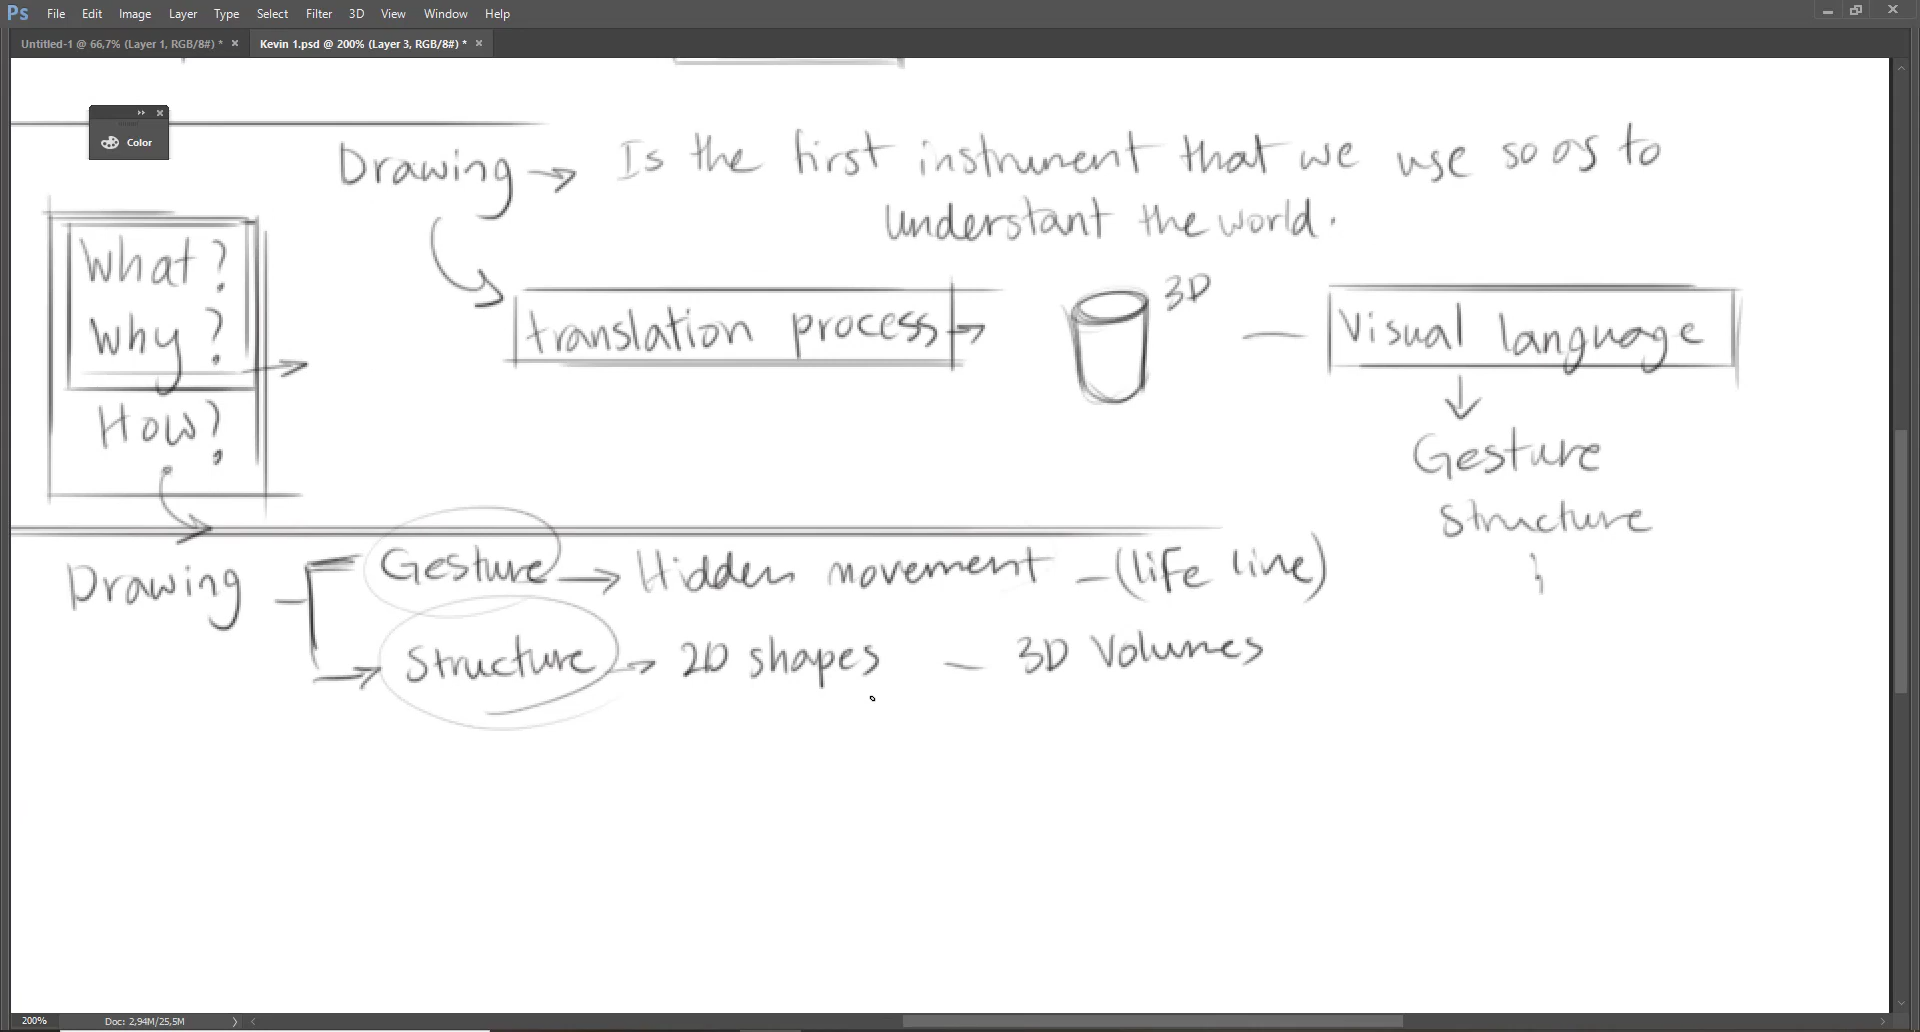 Ps File Edit Image Layer Type Select Filter 3D View Window Help
Untitled-1 @ 66,7% (Layer 1, RGB/8#) * × Kevin 1.psd @ 200% (Layer 3, RGB/8#) * ×
Color
Drawing → Is the first instrument that we use so as to
understant the world.
What?
Why?
How?
translation process → 3D — Visual language
Gesture
Structure
Drawing — Gesture → Hidden movement – (life line)
Structure → 2D shapes — 3D Volumes
200% Doc: 2,94M/25,5M